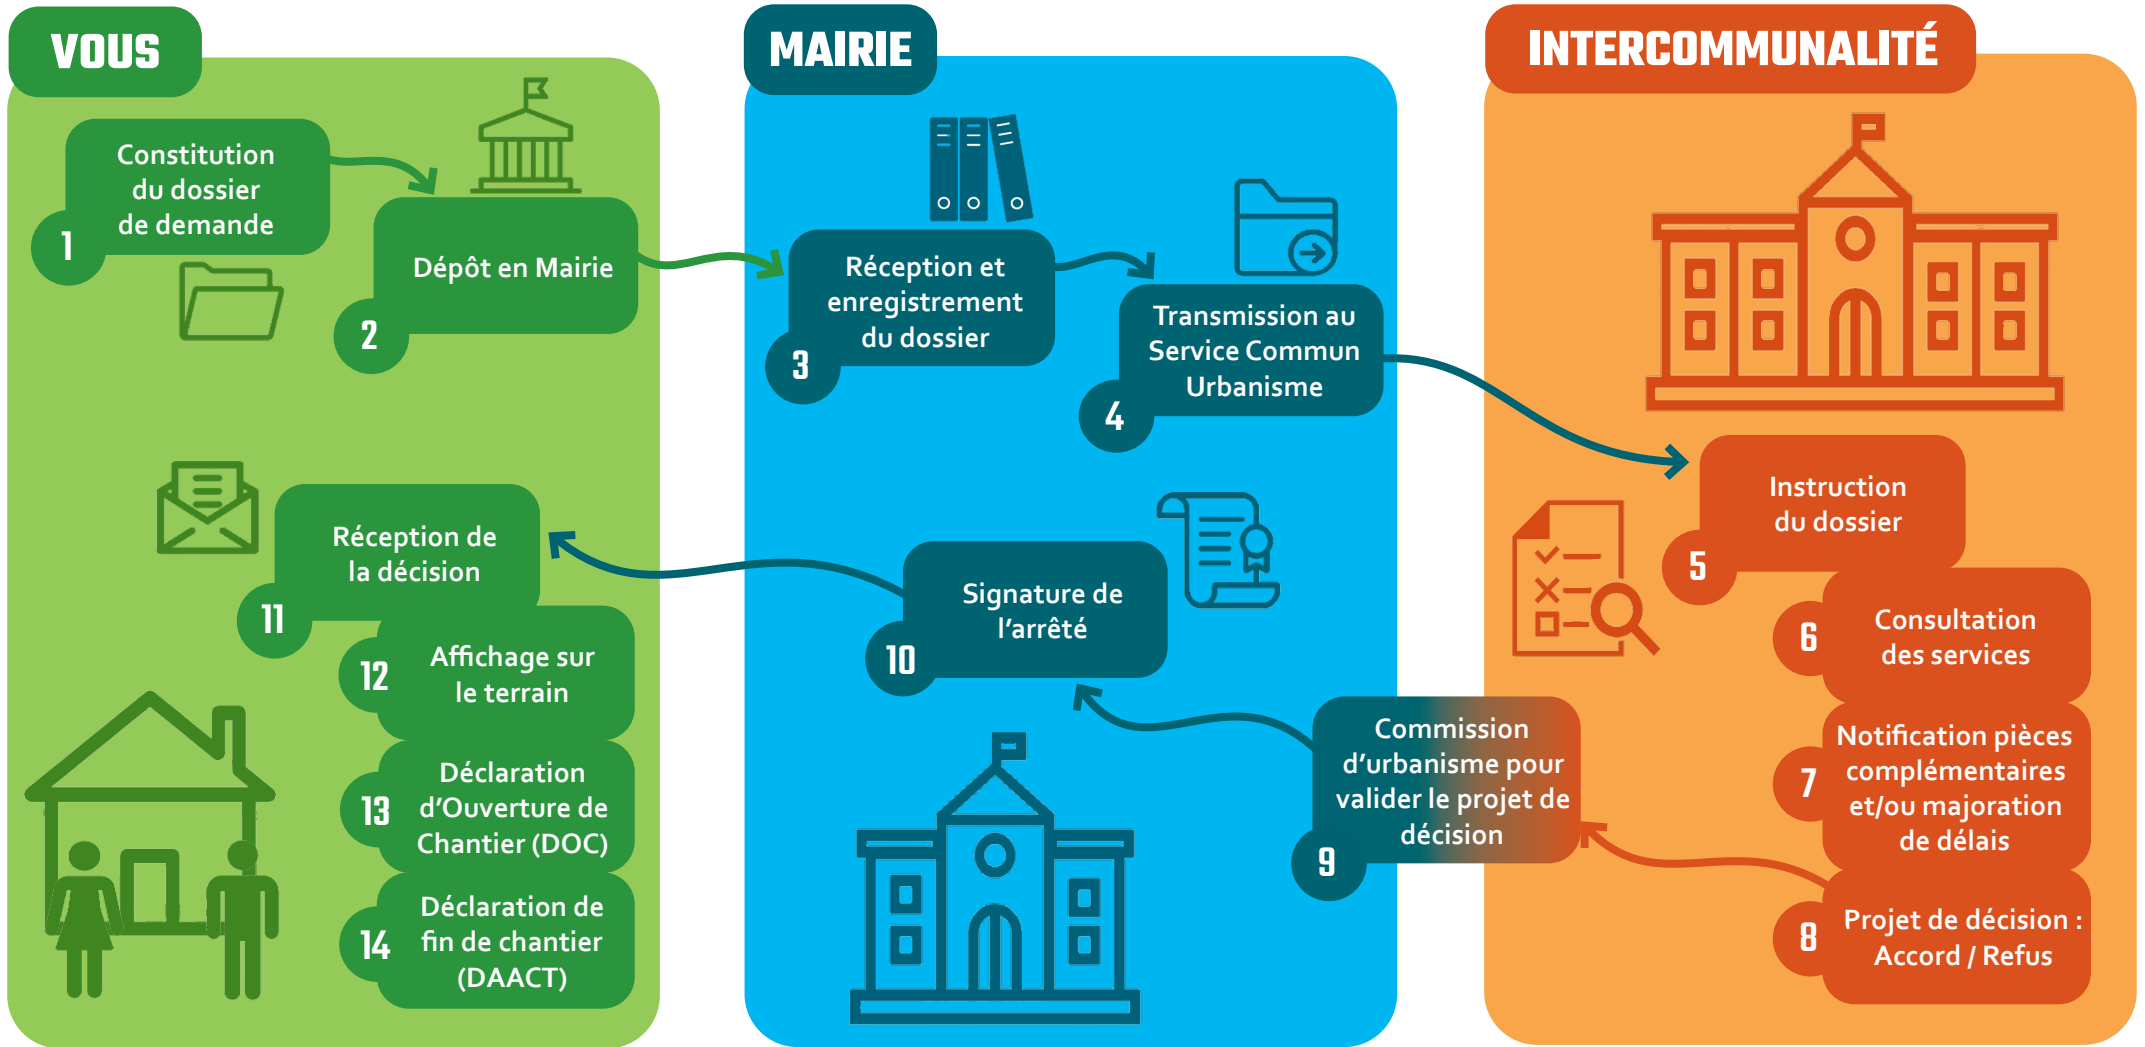 VOUS
1
Constitution
du dossier
de demande
2
Dépôt en Mairie
11
Réception de
la décision
12
Affichage sur
le terrain
13
Déclaration
d'Ouverture de
Chantier (DOC)
14
Déclaration de
fin de chantier
(DAACT)
MAIRIE
3
Réception et
enregistrement
du dossier
4
Transmission au
Service Commun
Urbanisme
10
Signature de
l'arrêté
9
Commission
d'urbanisme pour
valider le projet de
décision
INTERCOMMUNALITÉ
5
Instruction
du dossier
6
Consultation
des services
7
Notification pièces
complémentaires
et/ou majoration
de délais
8
Projet de décision :
Accord / Refus